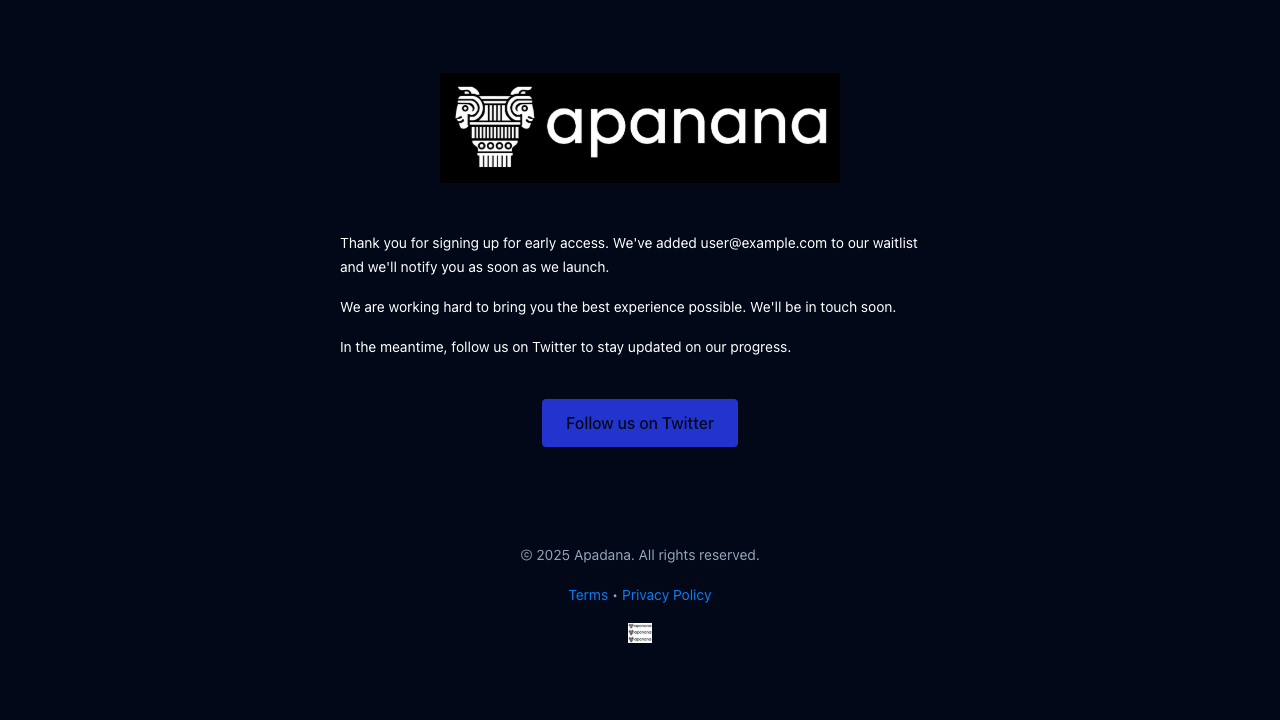 apanana
Thank you for signing up for early access. We've added user@example.com to our waitlist
and we'll notify you as soon as we launch.
We are working hard to bring you the best experience possible. We'll be in touch soon.
In the meantime, follow us on Twitter to stay updated on our progress.
Follow us on Twitter
© 2025 Apadana. All rights reserved.
Terms • Privacy Policy
apanana
apanana
apanana